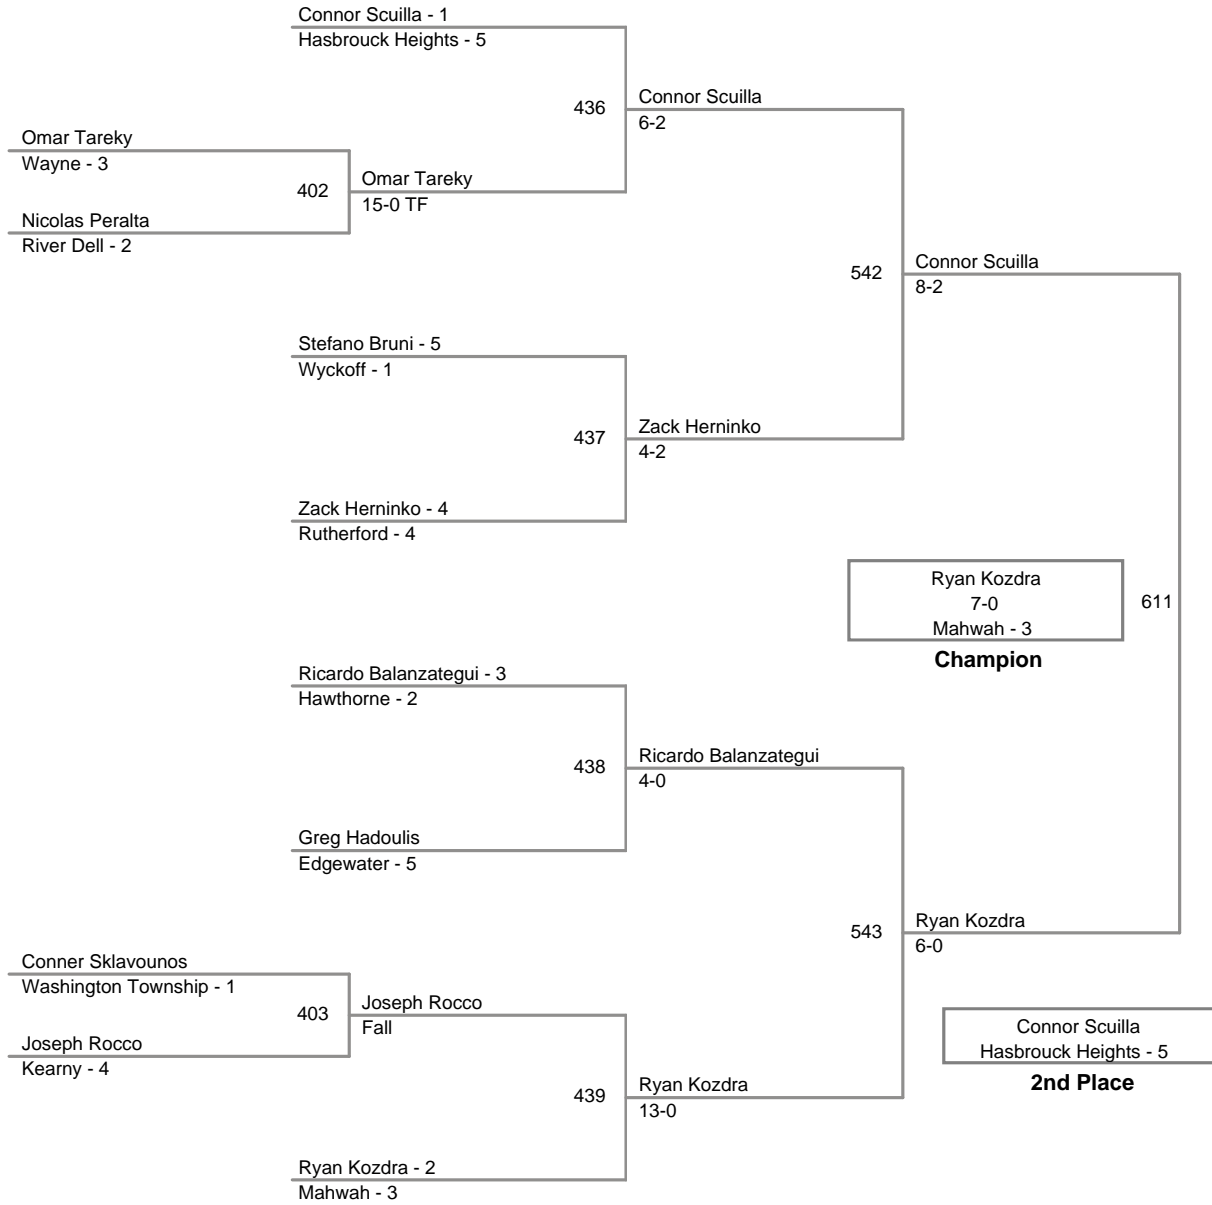 Connor Scuilla - 1
Hasbrouck Heights - 5
436
Connor Scuilla
6-2
Omar Tareky
Wayne - 3
402
Omar Tareky
15-0 TF
Nicolas Peralta
River Dell - 2
542
Connor Scuilla
8-2
Stefano Bruni - 5
Wyckoff - 1
437
Zack Herninko
4-2
Zack Herninko - 4
Rutherford - 4
Ryan Kozdra
7-0
Mahwah - 3
Champion
611
Ricardo Balanzategui - 3
Hawthorne - 2
438
Ricardo Balanzategui
4-0
Greg Hadoulis
Edgewater - 5
543
Ryan Kozdra
6-0
Conner Sklavounos
Washington Township - 1
403
Joseph Rocco
Fall
Joseph Rocco
Kearny - 4
439
Ryan Kozdra
13-0
Connor Scuilla
Hasbrouck Heights - 5
2nd Place
Ryan Kozdra - 2
Mahwah - 3